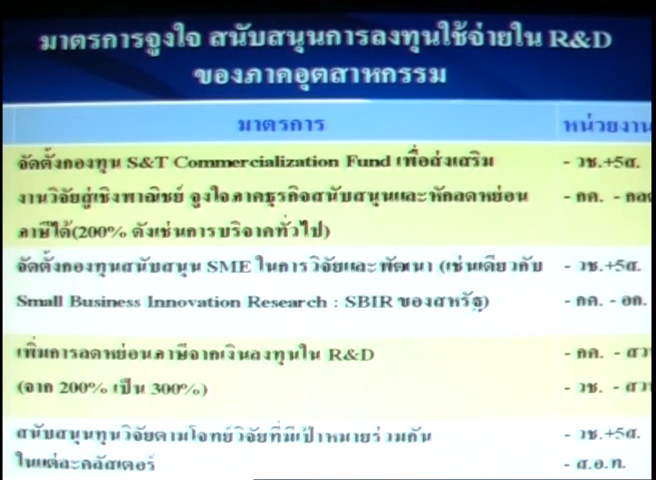 มาตรการจูงใจ สนับสนุนการลงทุนใช้จ่ายใน R&D
ของภาคอุตสาหกรรม
มาตรการ หน่วยงาน
จัดตั้งกองทุน S&T Commercialization Fund เพื่อส่งเสริม - วช.+5ส.
งานวิจัยสู่เชิงพาณิชย์ จูงใจภาคธุรกิจสนับสนุนและหักลดหย่อน - กค. - กลต
ภาษีได้(200% ดังเช่นการบริจาคทั่วไป)
จัดตั้งกองทุนสนับสนุน SME ในการวิจัยและพัฒนา (เช่นเดียวกับ - วช.+5ส.
Small Business Innovation Research : SBIR ของสหรัฐ) - กค. - อก.
เพิ่มการลดหย่อนภาษีจากเงินลงทุนใน R&D - กค. - สว
(จาก 200% เป็น 300%) - วช. - สว
สนับสนุนทุนวิจัยตามโจทย์วิจัยที่มีเป้าหมายร่วมกัน - วช.+5ส.
ในแต่ละคลัสเตอร์ - ส.อ.ท.